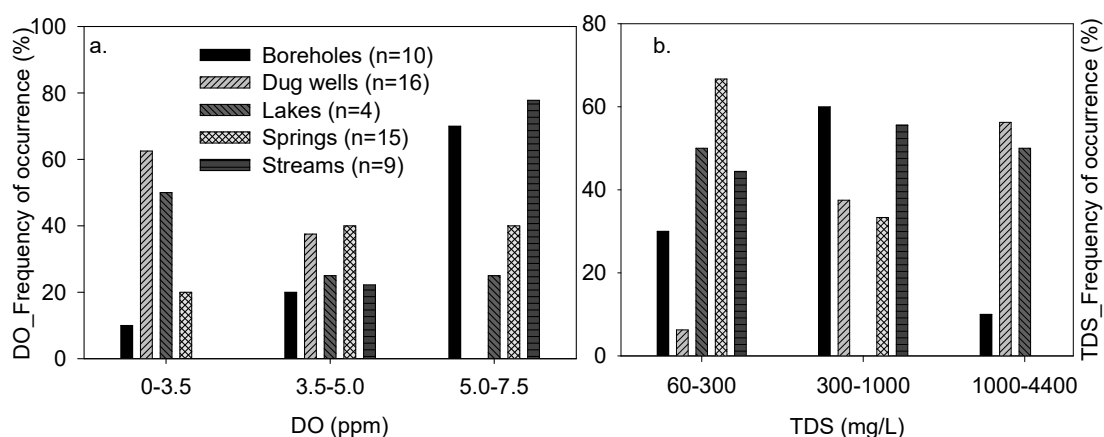 DO_Frequency of occurrence (%)
100
80
60
40
20
0
a.
Boreholes (n=10)
Dug wells (n=16)
Lakes (n=4)
Springs (n=15)
Streams (n=9)
0-3.5
3.5-5.0
5.0-7.5
DO (ppm)
80
60
40
20
0
b.
60-300
300-1000
1000-4400
TDS (mg/L)
TDS_Frequency of occurrence (%)